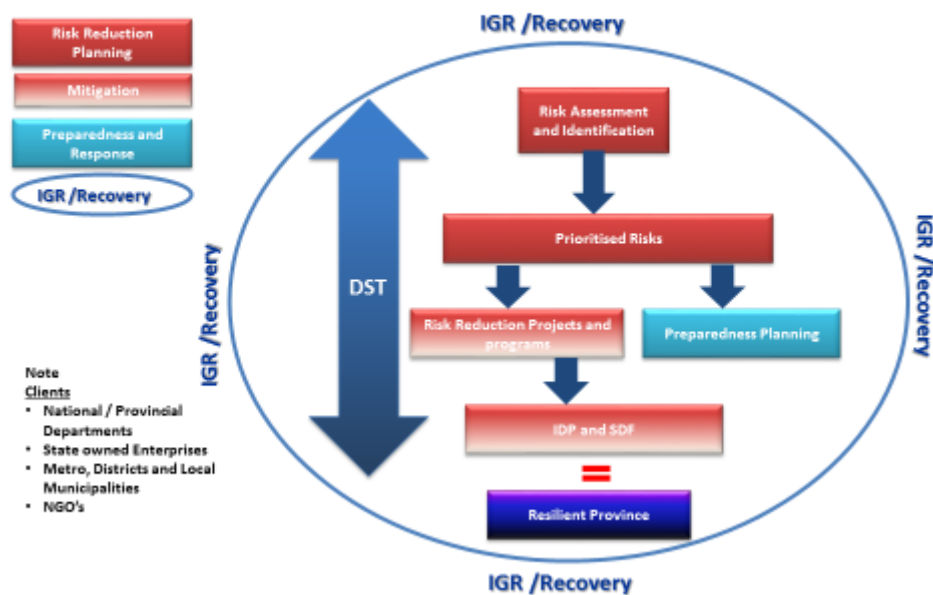 IGR /Recovery
Risk Reduction
Planning
Mitigation
Preparedness and
Response
IGR /Recovery
Risk Assessment
and Identification
Prioritised Risks
IGR /Recovery
DST
IGR /Recovery
Risk Reduction Projects and
programs
Preparedness Planning
IDP and SDF
=
Resilient Province
IGR /Recovery
Note
Clients
• National / Provincial
Departments
• State owned Enterprises
• Metro, Districts and Local
Municipalities
• NGO's